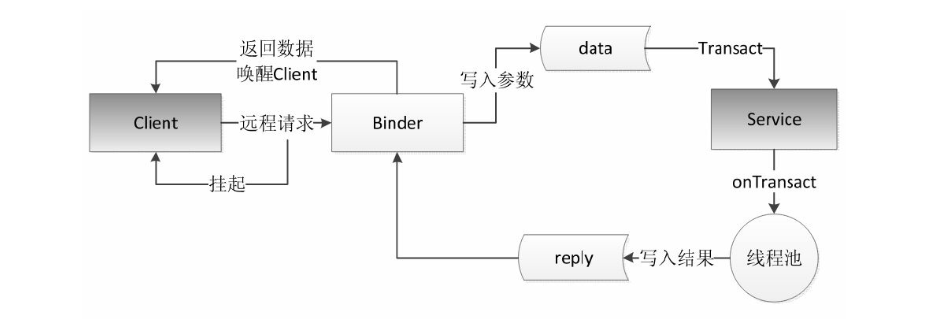 返回数据
唤醒Client
data
Transact
写入参数
Client
远程请求
Binder
Service
挂起
onTransact
reply
写入结果
线程池